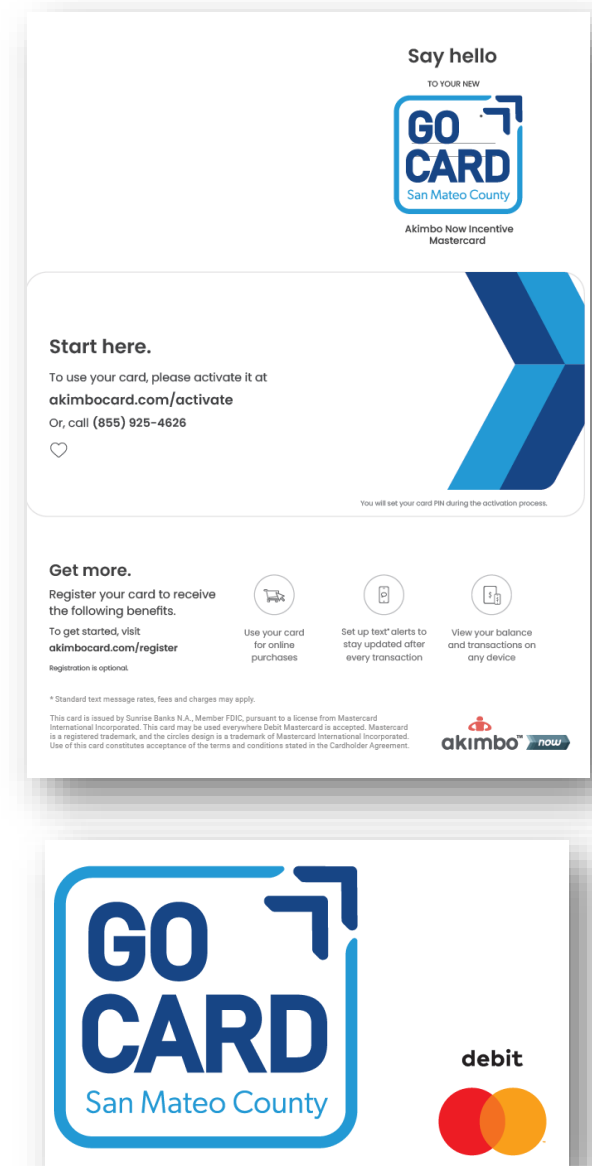 Say hello
TO YOUR NEW
GO
CARD
San Mateo County
Akimbo Now Incentive
Mastercard
Start here.
To use your card, please activate it at
akimbocard.com/activate
Or, call (855) 925-4626
You will set your card PIN during the activation process.
Get more.
Register your card to receive
the following benefits.
To get started, visit
akimbocard.com/register
Registration is optional.
Use your card
for online
purchases
Set up text* alerts to
stay updated after
every transaction
View your balance
and transactions on
any device
* Standard text message rates, fees and charges may apply.
This card is issued by Sunrise Banks N.A., Member FDIC, pursuant to a license from Mastercard
International Incorporated. This card may be used everywhere Debit Mastercard is accepted. Mastercard
is a registered trademark, and the circles design is a trademark of Mastercard International Incorporated.
Use of this card constitutes acceptance of the terms and conditions stated in the Cardholder Agreement.
akimbo™ now
GO
CARD
San Mateo County
debit